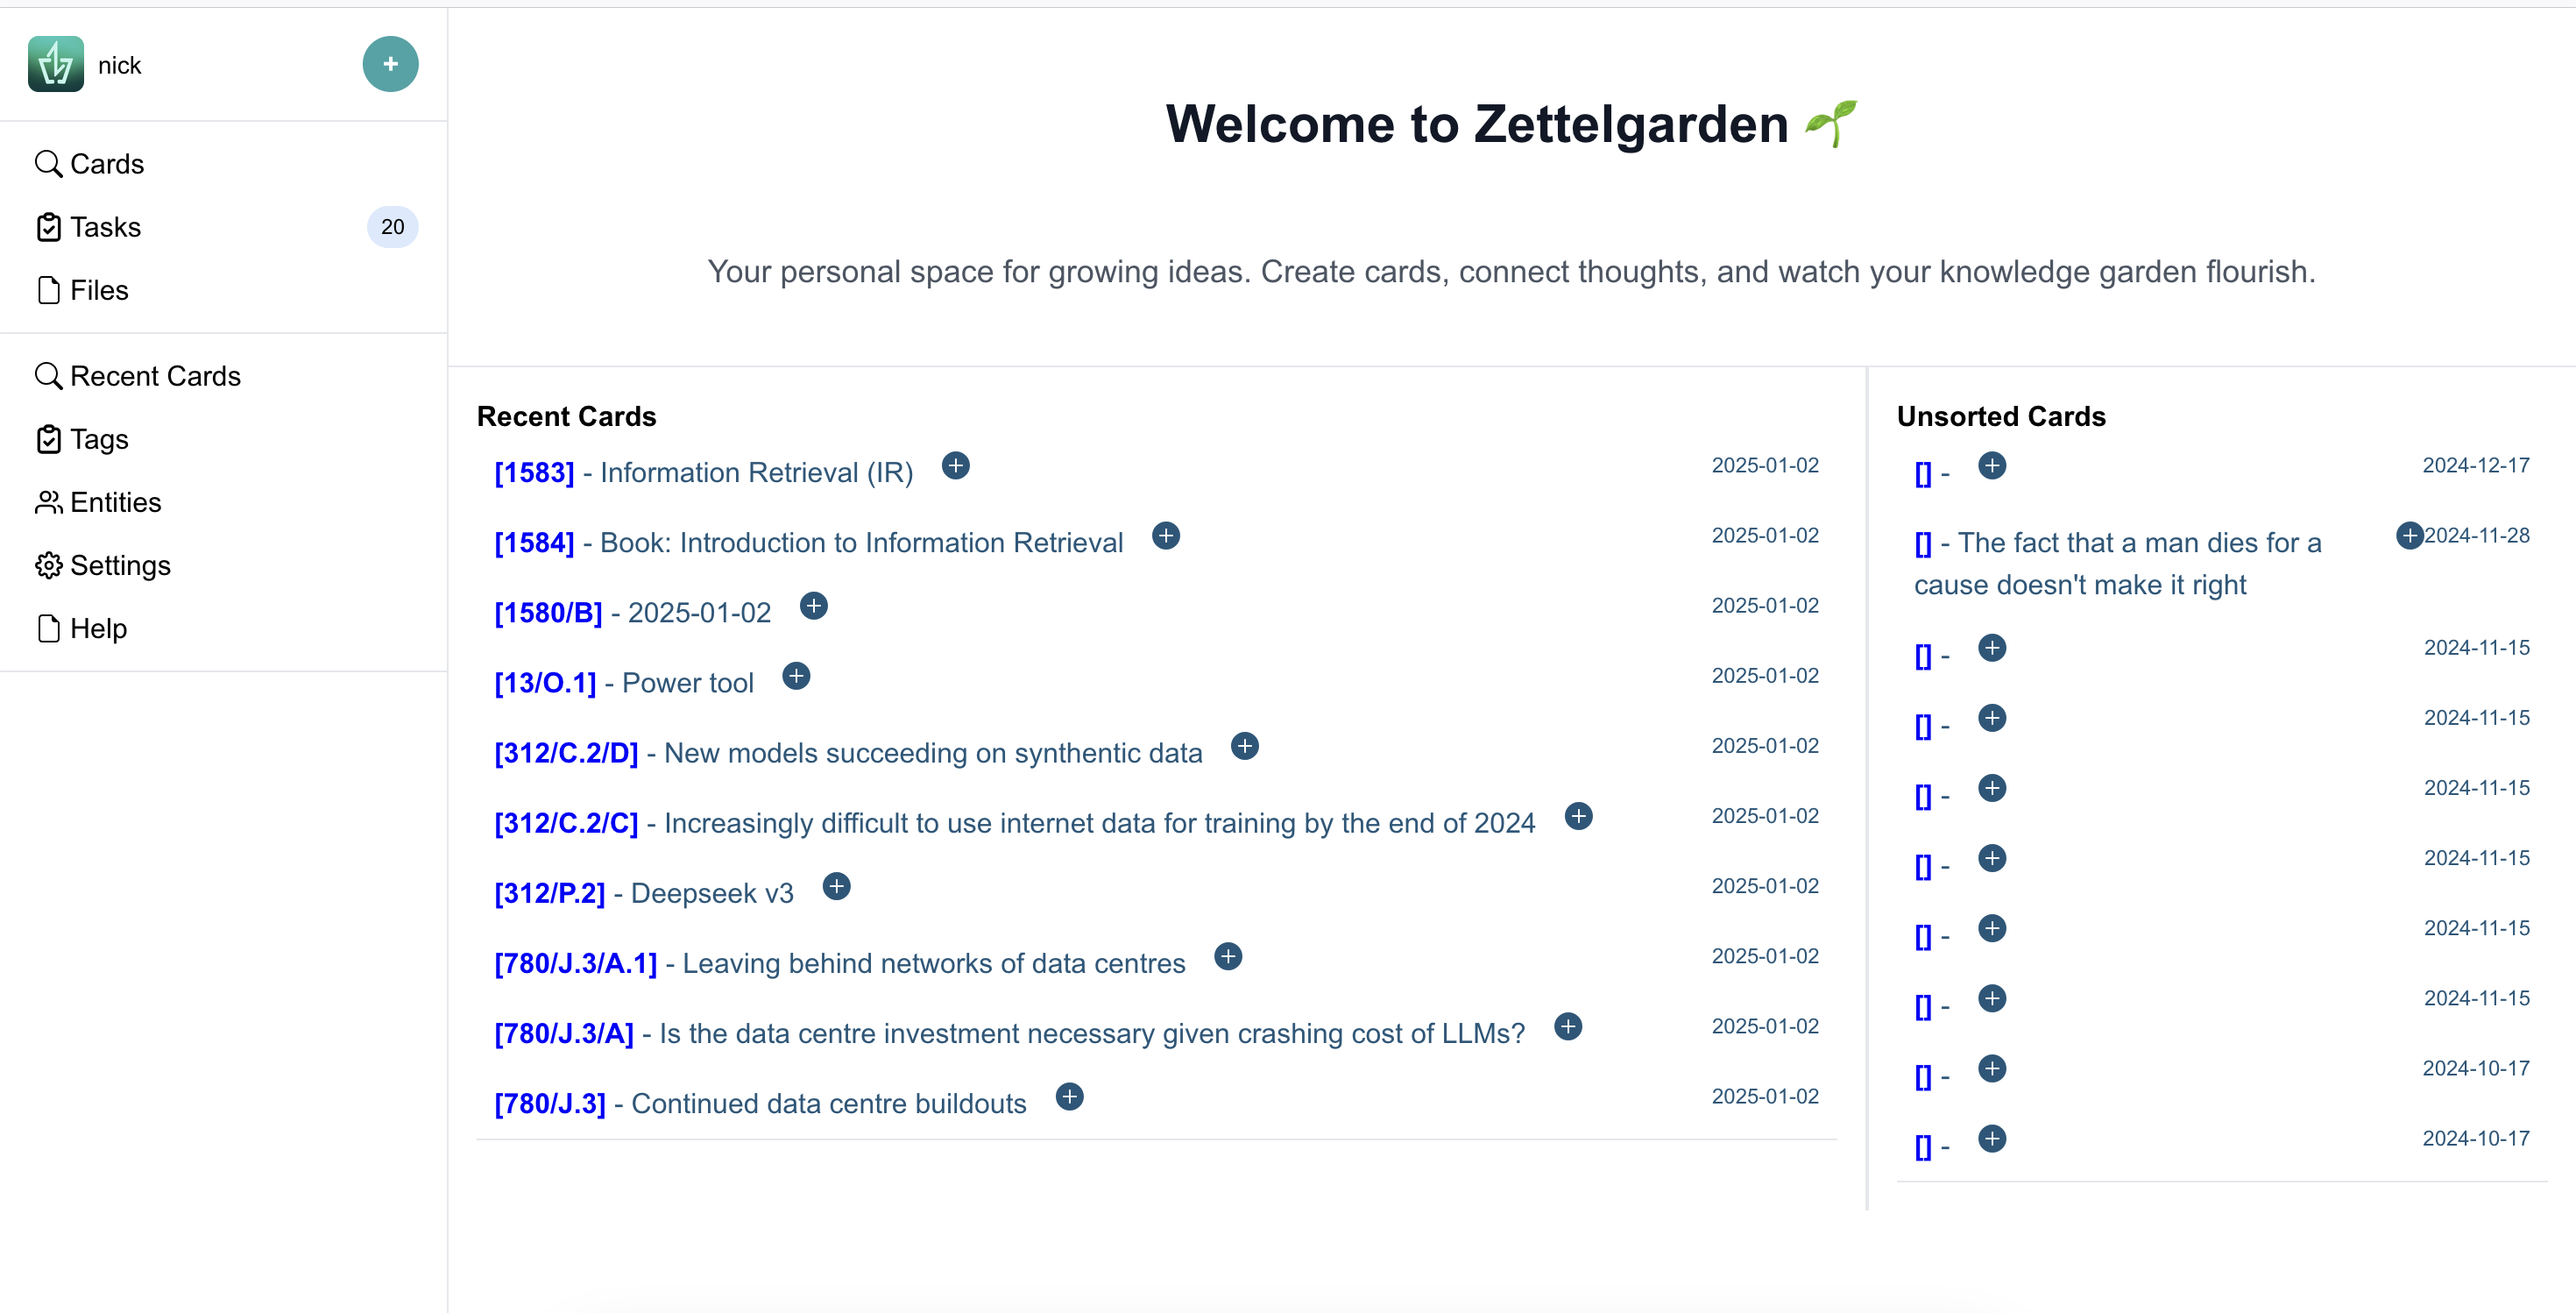 nick
+
Cards
Tasks 20
Files
Recent Cards
Tags
Entities
Settings
Help
Welcome to Zettelgarden 🌱
Your personal space for growing ideas. Create cards, connect thoughts, and watch your knowledge garden flourish.
Recent Cards
[1583] - Information Retrieval (IR) 2025-01-02
[1584] - Book: Introduction to Information Retrieval 2025-01-02
[1580/B] - 2025-01-02 2025-01-02
[13/O.1] - Power tool 2025-01-02
[312/C.2/D] - New models succeeding on synthentic data 2025-01-02
[312/C.2/C] - Increasingly difficult to use internet data for training by the end of 2024 2025-01-02
[312/P.2] - Deepseek v3 2025-01-02
[780/J.3/A.1] - Leaving behind networks of data centres 2025-01-02
[780/J.3/A] - Is the data centre investment necessary given crashing cost of LLMs? 2025-01-02
[780/J.3] - Continued data centre buildouts 2025-01-02
Unsorted Cards
[] - 2024-12-17
[] - The fact that a man dies for a 2024-11-28
cause doesn't make it right
[] - 2024-11-15
[] - 2024-11-15
[] - 2024-11-15
[] - 2024-11-15
[] - 2024-11-15
[] - 2024-11-15
[] - 2024-10-17
[] - 2024-10-17